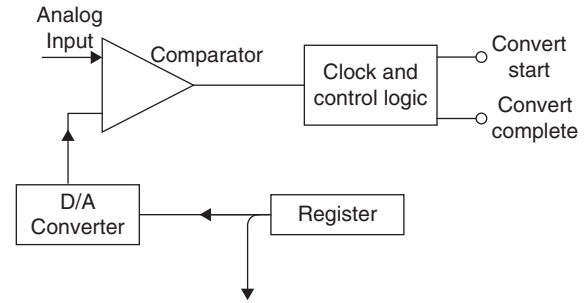 Analog
Input
Comparator
Clock and
control logic
Convert
start
Convert
complete
D/A
Converter
Register